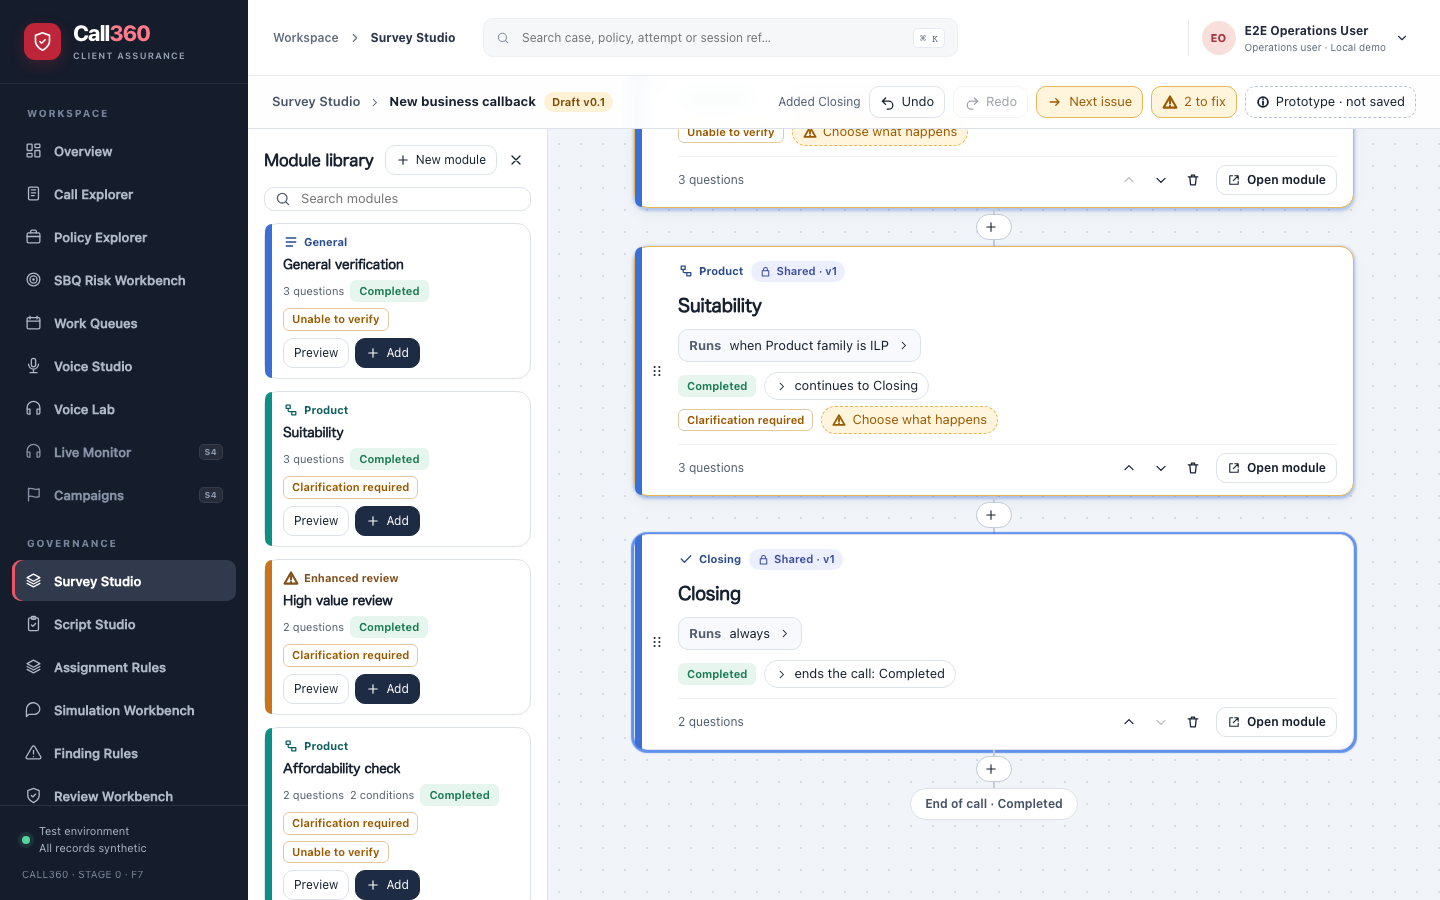 Call360
CLIENT ASSURANCE
WORKSPACE
Overview
Call Explorer
Policy Explorer
SBQ Risk Workbench
Work Queues
Voice Studio
Voice Lab
Live Monitor S4
Campaigns S4
GOVERNANCE
Survey Studio
Script Studio
Assignment Rules
Simulation Workbench
Finding Rules
Review Workbench
Test environment
All records synthetic
CALL360 · STAGE 0 · F7
Workspace > Survey Studio
Search case, policy, attempt or session ref...
⌘ K
EO
E2E Operations User
Operations user · Local demo
Survey Studio > New business callback Draft v0.1
Added Closing Undo Redo Next issue 2 to fix Prototype · not saved
Module library + New module
Search modules
General
General verification
3 questions Completed
Unable to verify
Preview + Add
Product
Suitability
3 questions Completed
Clarification required
Preview + Add
Enhanced review
High value review
2 questions Completed
Clarification required
Preview + Add
Product
Affordability check
2 questions 2 conditions Completed
Clarification required
Unable to verify
Preview + Add
Unable to verify Choose what happens
3 questions Open module
Product Shared · v1
Suitability
Runs when Product family is ILP
Completed continues to Closing
Clarification required Choose what happens
3 questions Open module
Closing Shared · v1
Closing
Runs always
Completed ends the call: Completed
2 questions Open module
End of call · Completed